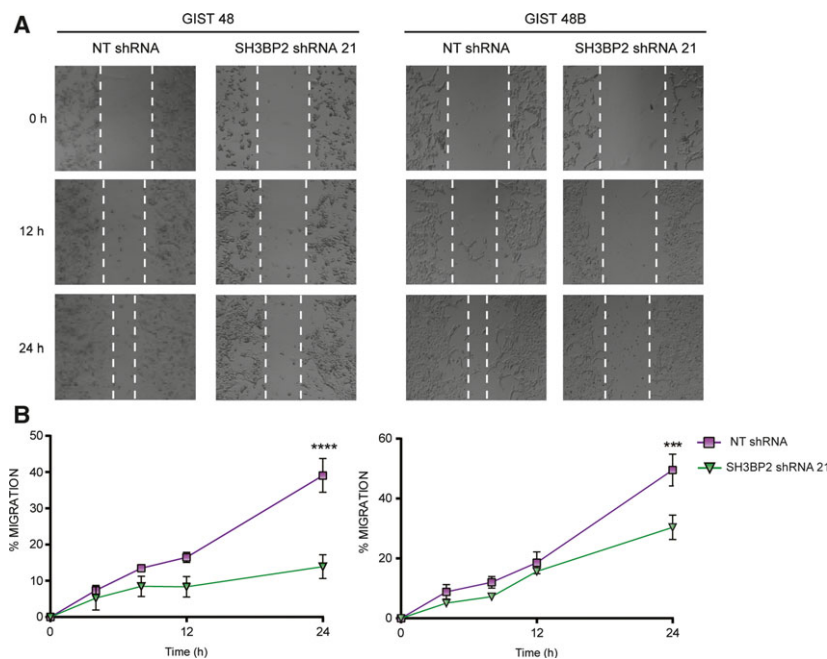 A
GIST 48
GIST 48B
NT shRNA
SH3BP2 shRNA 21
NT shRNA
SH3BP2 shRNA 21
0 h
12 h
24 h
B
% MIGRATION
50
40
30
20
10
0
0
12
24
Time (h)
****
% MIGRATION
60
40
20
0
0
12
24
Time (h)
***
NT shRNA
SH3BP2 shRNA 21